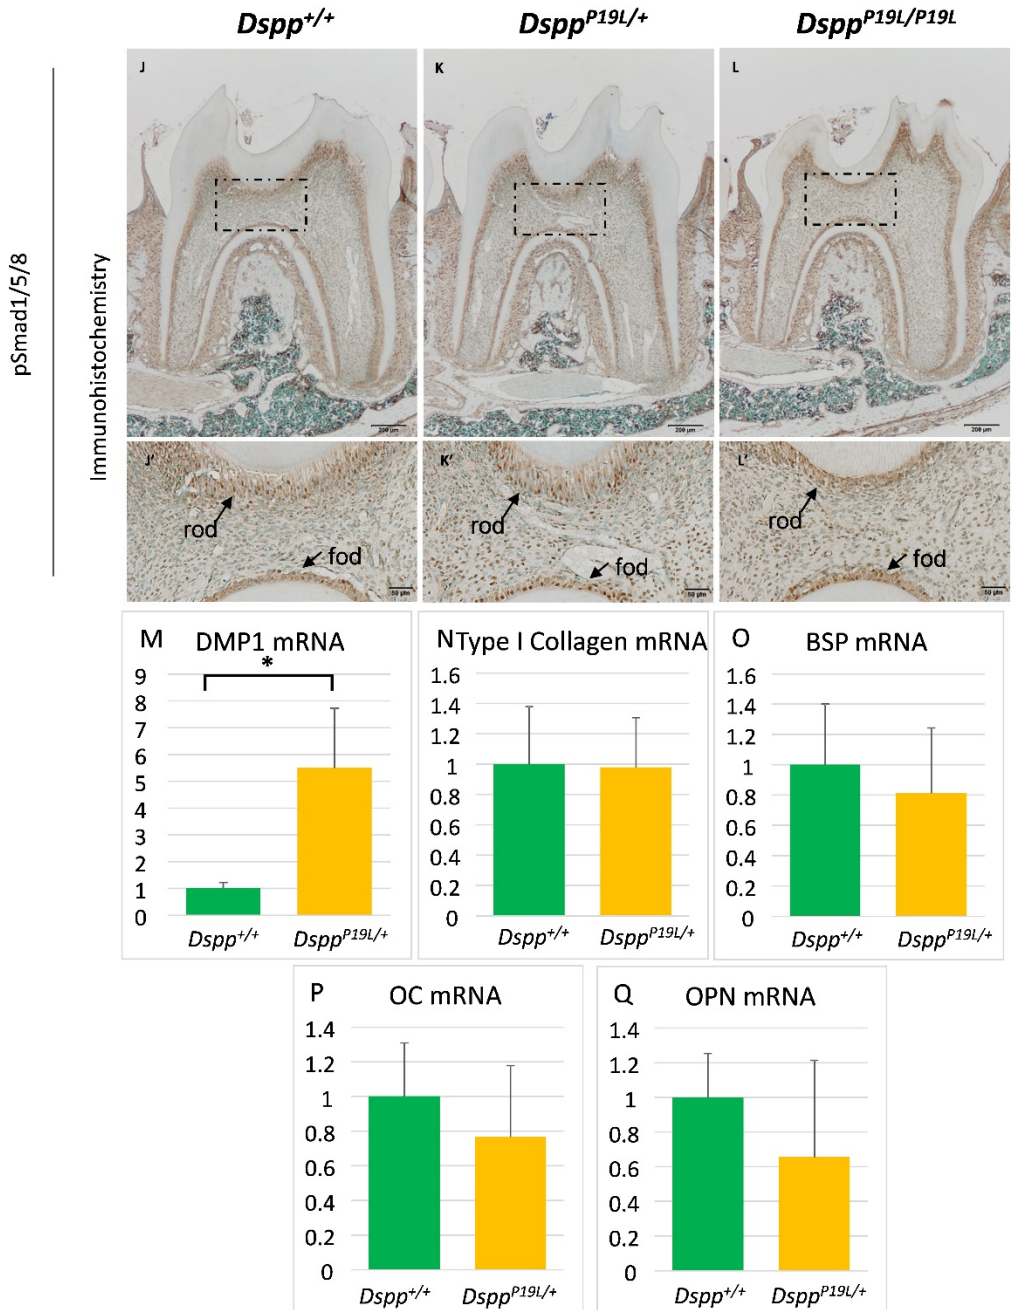 Dspp+/+ DsppP19L/+ DsppP19L/P19L
pSmad1/5/8
Immunohistochemistry
J K L
200 µm 200 µm 200 µm
J' K' L'
rod rod rod
fod fod fod
50 µm 50 µm 50 µm
M DMP1 mRNA
*
9
8
7
6
5
4
3
2
1
0
Dspp+/+ DsppP19L/+
N Type I Collagen mRNA
1.6
1.4
1.2
1
0.8
0.6
0.4
0.2
0
Dspp+/+ DsppP19L/+
O BSP mRNA
1.6
1.4
1.2
1
0.8
0.6
0.4
0.2
0
Dspp+/+ DsppP19L/+
P OC mRNA
1.4
1.2
1
0.8
0.6
0.4
0.2
0
Dspp+/+ DsppP19L/+
Q OPN mRNA
1.4
1.2
1
0.8
0.6
0.4
0.2
0
Dspp+/+ DsppP19L/+